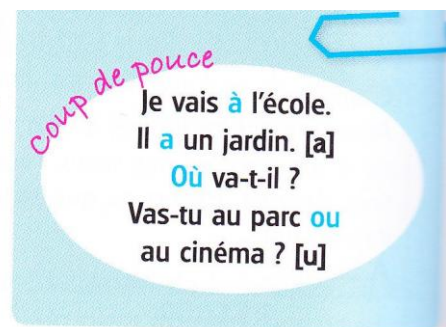 coup de pouce
Je vais à l'école.
Il a un jardin. [a]
Où va-t-il ?
Vas-tu au parc ou
au cinéma ? [u]